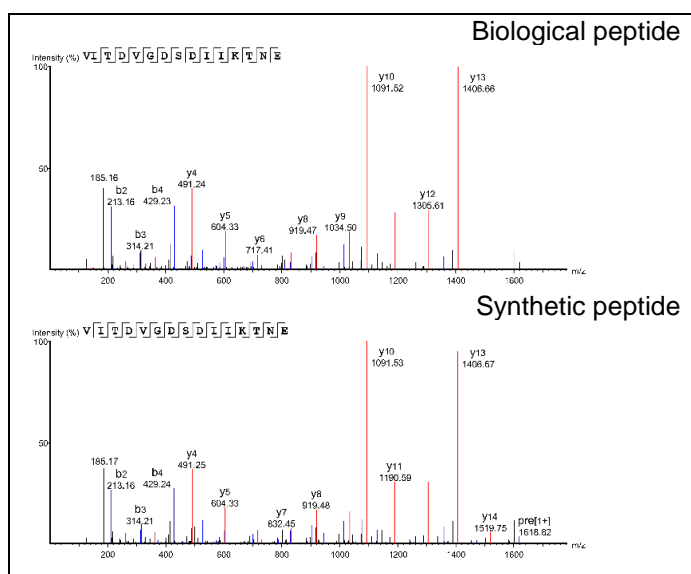 Biological peptide
Intensity (%) V I T D V G D S D I I K T N E
100
y10
1091.52
y13
1406.66
50
185.16
b2
213.16
b4
429.23
y4
491.24
y12
1305.61
b3
314.21
y5
604.33
y6
717.41
y8
919.47
y9
1034.50
200 400 600 800 1000 1200 1400 1600 m/z
Synthetic peptide
Intensity (%) V I T D V G D S D I I K T N E
100
y10
1091.53
y13
1406.67
50
185.17
b2
213.16
b4
429.24
y4
491.25
y11
1190.59
b3
314.21
y5
604.33
y7
832.45
y8
919.48
y14
1519.75
pre[1+]
1618.82
200 400 600 800 1000 1200 1400 1600 m/z